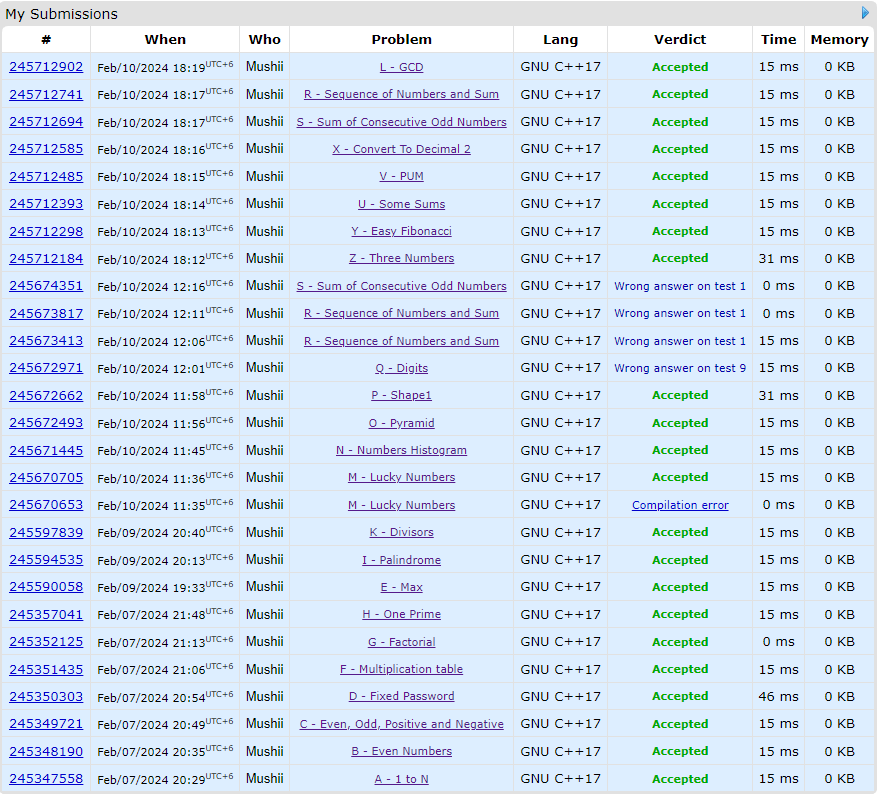 My Submissions
# When Who Problem Lang Verdict Time Memory
245712902 Feb/10/2024 18:19UTC+6 Mushii L - GCD GNU C++17 Accepted 15 ms 0 KB
245712741 Feb/10/2024 18:17UTC+6 Mushii R - Sequence of Numbers and Sum GNU C++17 Accepted 15 ms 0 KB
245712694 Feb/10/2024 18:17UTC+6 Mushii S - Sum of Consecutive Odd Numbers GNU C++17 Accepted 15 ms 0 KB
245712585 Feb/10/2024 18:16UTC+6 Mushii X - Convert To Decimal 2 GNU C++17 Accepted 15 ms 0 KB
245712485 Feb/10/2024 18:15UTC+6 Mushii V - PUM GNU C++17 Accepted 15 ms 0 KB
245712393 Feb/10/2024 18:14UTC+6 Mushii U - Some Sums GNU C++17 Accepted 15 ms 0 KB
245712298 Feb/10/2024 18:13UTC+6 Mushii Y - Easy Fibonacci GNU C++17 Accepted 15 ms 0 KB
245712184 Feb/10/2024 18:12UTC+6 Mushii Z - Three Numbers GNU C++17 Accepted 31 ms 0 KB
245674351 Feb/10/2024 12:16UTC+6 Mushii S - Sum of Consecutive Odd Numbers GNU C++17 Wrong answer on test 1 0 ms 0 KB
245673817 Feb/10/2024 12:11UTC+6 Mushii R - Sequence of Numbers and Sum GNU C++17 Wrong answer on test 1 0 ms 0 KB
245673413 Feb/10/2024 12:06UTC+6 Mushii R - Sequence of Numbers and Sum GNU C++17 Wrong answer on test 1 15 ms 0 KB
245672971 Feb/10/2024 12:01UTC+6 Mushii Q - Digits GNU C++17 Wrong answer on test 9 15 ms 0 KB
245672662 Feb/10/2024 11:58UTC+6 Mushii P - Shape1 GNU C++17 Accepted 31 ms 0 KB
245672493 Feb/10/2024 11:56UTC+6 Mushii O - Pyramid GNU C++17 Accepted 15 ms 0 KB
245671445 Feb/10/2024 11:45UTC+6 Mushii N - Numbers Histogram GNU C++17 Accepted 15 ms 0 KB
245670705 Feb/10/2024 11:36UTC+6 Mushii M - Lucky Numbers GNU C++17 Accepted 15 ms 0 KB
245670653 Feb/10/2024 11:35UTC+6 Mushii M - Lucky Numbers GNU C++17 Compilation error 0 ms 0 KB
245597839 Feb/09/2024 20:40UTC+6 Mushii K - Divisors GNU C++17 Accepted 15 ms 0 KB
245594535 Feb/09/2024 20:13UTC+6 Mushii I - Palindrome GNU C++17 Accepted 15 ms 0 KB
245590058 Feb/09/2024 19:33UTC+6 Mushii E - Max GNU C++17 Accepted 15 ms 0 KB
245357041 Feb/07/2024 21:48UTC+6 Mushii H - One Prime GNU C++17 Accepted 15 ms 0 KB
245352125 Feb/07/2024 21:13UTC+6 Mushii G - Factorial GNU C++17 Accepted 0 ms 0 KB
245351435 Feb/07/2024 21:06UTC+6 Mushii F - Multiplication table GNU C++17 Accepted 15 ms 0 KB
245350303 Feb/07/2024 20:54UTC+6 Mushii D - Fixed Password GNU C++17 Accepted 46 ms 0 KB
245349721 Feb/07/2024 20:49UTC+6 Mushii C - Even, Odd, Positive and Negative GNU C++17 Accepted 15 ms 0 KB
245348190 Feb/07/2024 20:35UTC+6 Mushii B - Even Numbers GNU C++17 Accepted 15 ms 0 KB
245347558 Feb/07/2024 20:29UTC+6 Mushii A - 1 to N GNU C++17 Accepted 15 ms 0 KB